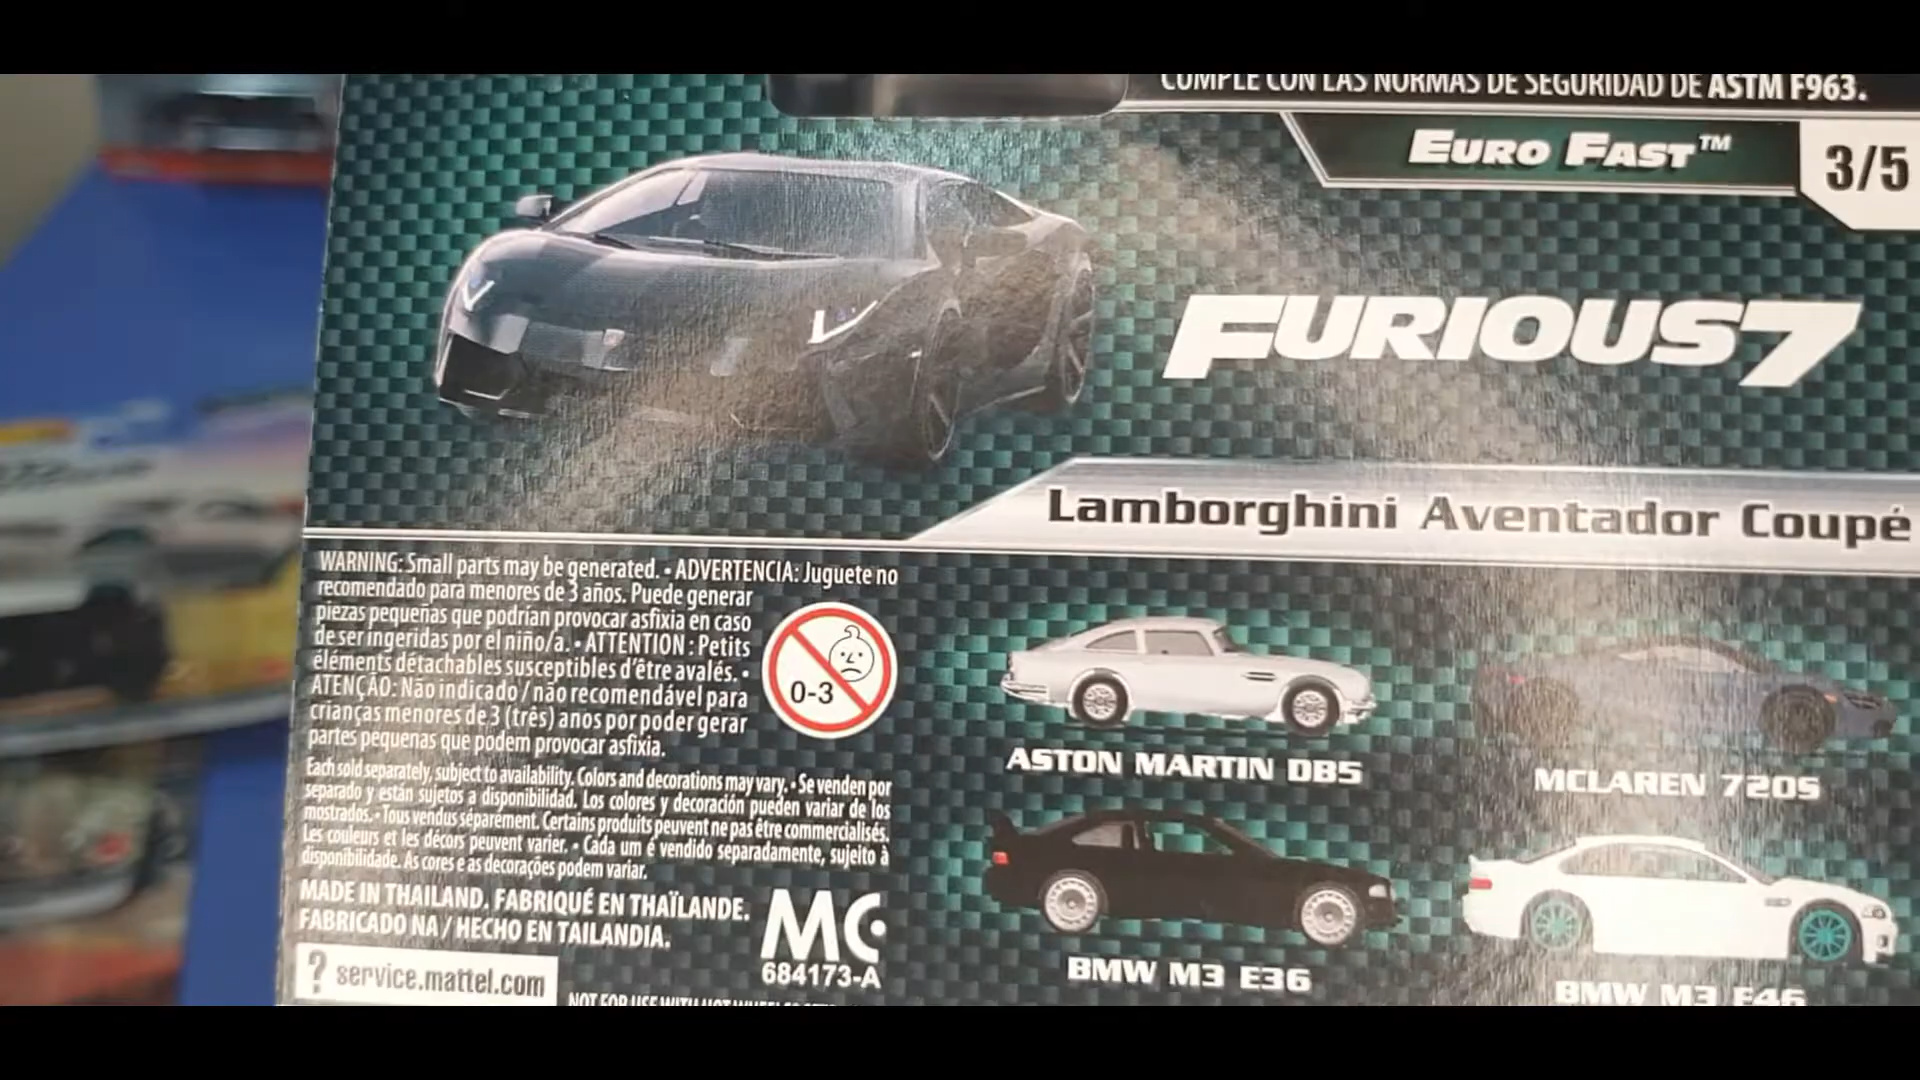 CUMPLE CON LAS NORMAS DE SEGURIDAD DE ASTM F963.
EURO FAST™
3/5
FURIOUS7
Lamborghini Aventador Coupé
WARNING: Small parts may be generated. • ADVERTENCIA: Juguete no
recomendado para menores de 3 años. Puede generar
piezas pequeñas que podrían provocar asfixia en caso
de ser ingeridas por el niño/a. • ATTENTION : Petits
éléments détachables susceptibles d'être avalés. •
ATENÇÃO: Não indicado / não recomendável para
crianças menores de 3 (três) anos por poder gerar
partes pequenas que podem provocar asfixia.
0-3
Each sold separately, subject to availability. Colors and decorations may vary. • Se venden por
separado y están sujetos a disponibilidad. Los colores y decoración pueden variar de los
mostrados. • Tous vendus séparément. Certains produits peuvent ne pas être commercialisés.
Les couleurs et les décors peuvent varier. • Cada um é vendido separadamente, sujeito à
disponibilidade. As cores e as decorações podem variar.
MADE IN THAILAND. FABRIQUÉ EN THAÏLANDE.
FABRICADO NA / HECHO EN TAILANDIA.
MC
684173-A
? service.mattel.com
NOT FOR USE WITH HOT WHEELS
ASTON MARTIN DB5
MCLAREN 720S
BMW M3 E36
BMW M3 E46